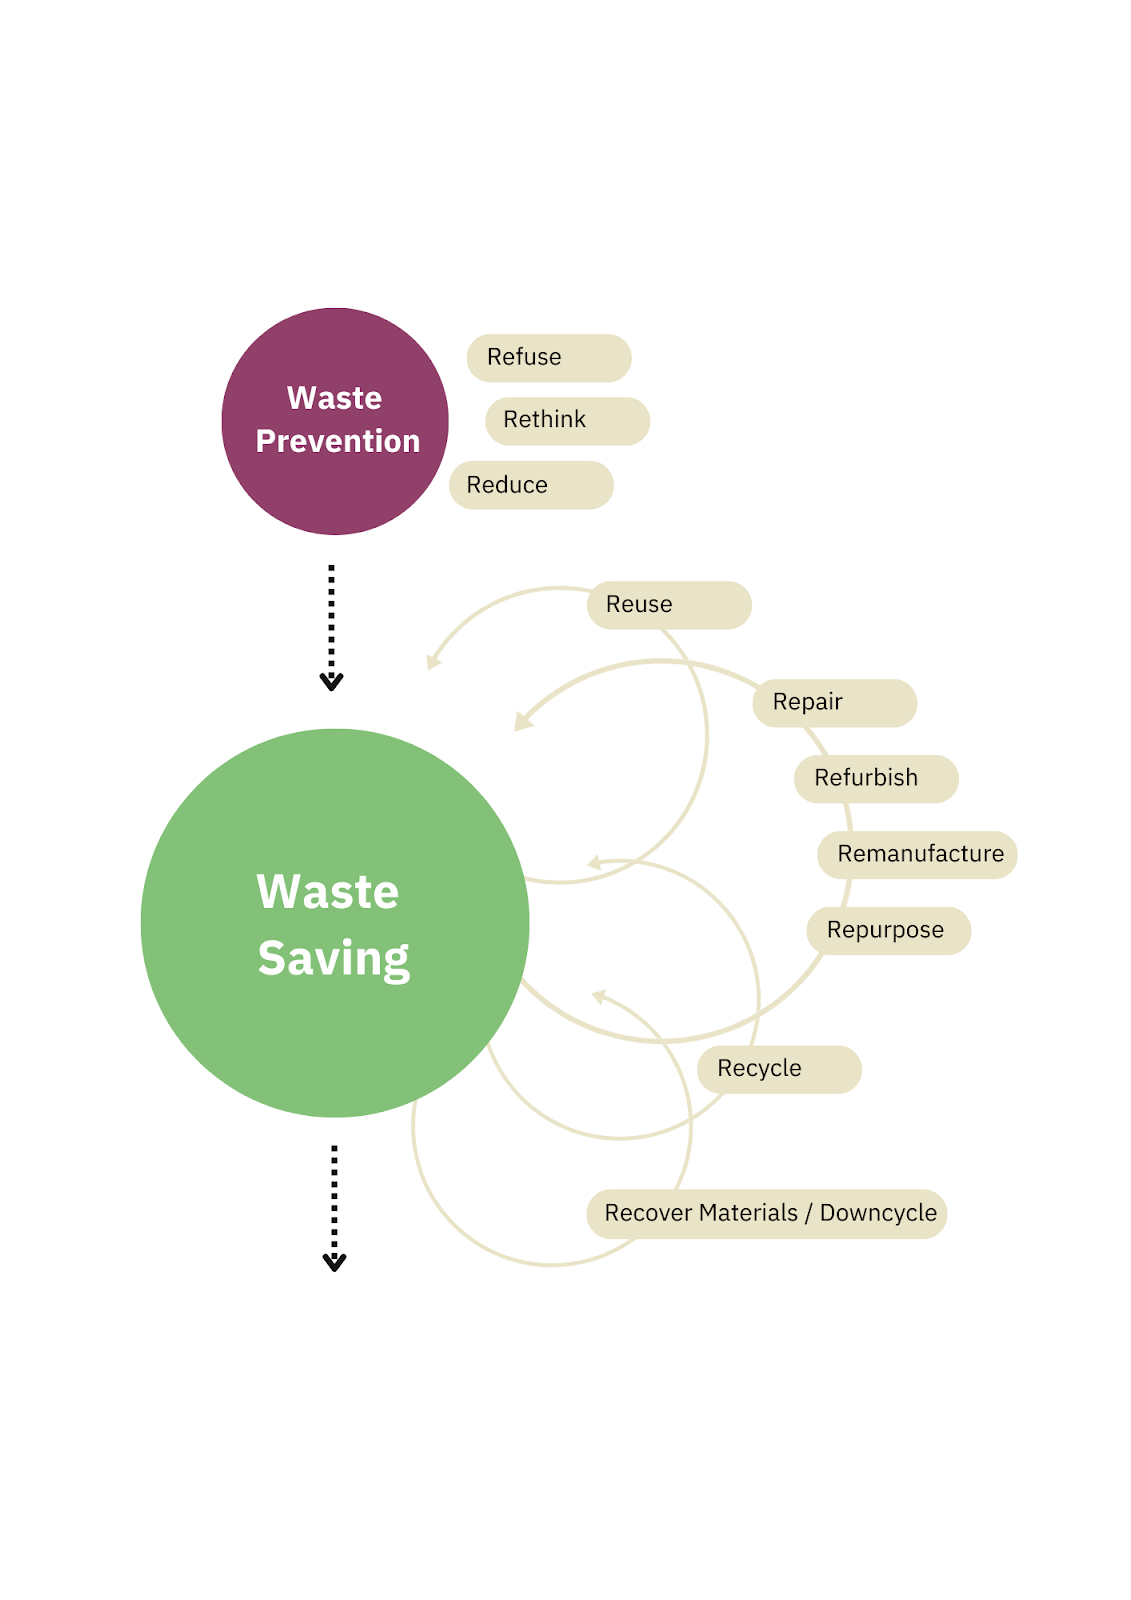 Waste
Prevention
Refuse
Rethink
Reduce
Reuse
Repair
Refurbish
Remanufacture
Repurpose
Waste
Saving
Recycle
Recover Materials / Downcycle